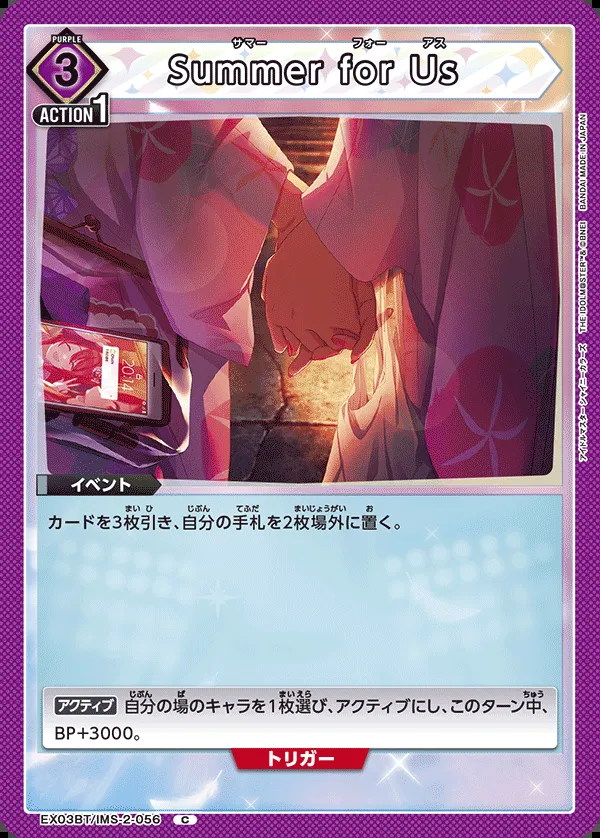 PURPLE
3
ACTION 1
サマー フォー アス
Summer for Us
THE IDOLM@STER™& ©BNEI BANDAI MADE IN JAPAN
アイドルマスター シャイニーカラーズ
20:14
イベント
まい ひ じぶん てふだ まいじょうがい お
カードを3枚引き、自分の手札を2枚場外に置く。
じぶん ば まいえら ちゅう
アクティブ 自分の場のキャラを1枚選び、アクティブにし、このターン中、
BP+3000。
トリガー
EX03BT/IMS-2-056 C